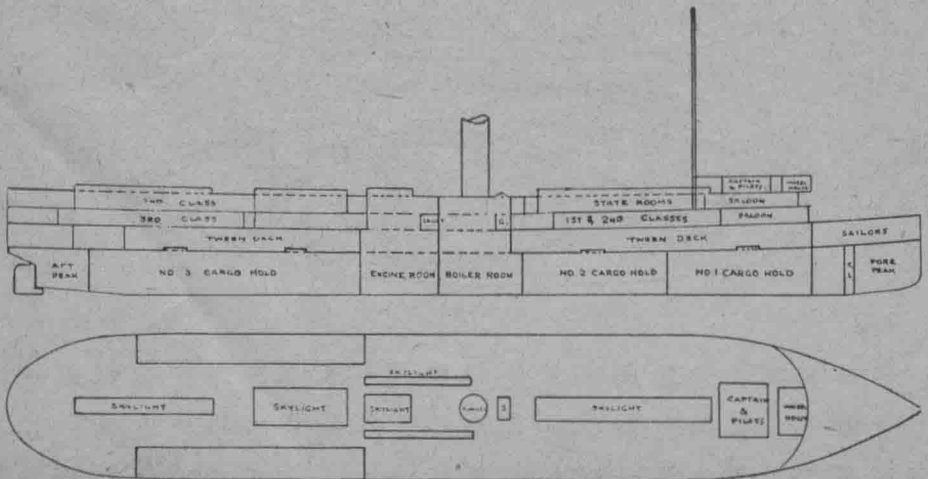 CAPTAIN & PILOTS WHEEL HOUSE
2ND CLASS STATE ROOMS SALOON
3RD CLASS 1ST & 2ND CLASSES SALOON
TWEEN DECK TWEEN DECK SAILORS
AFT PEAK NO 3 CARGO HOLD ENGINE ROOM BOILER ROOM NO 2 CARGO HOLD NO 1 CARGO HOLD C.L. FORE PEAK
SKYLIGHT
SKYLIGHT SKYLIGHT SKYLIGHT FUNNEL S SKYLIGHT CAPTAIN & PILOTS WHEEL HOUSE